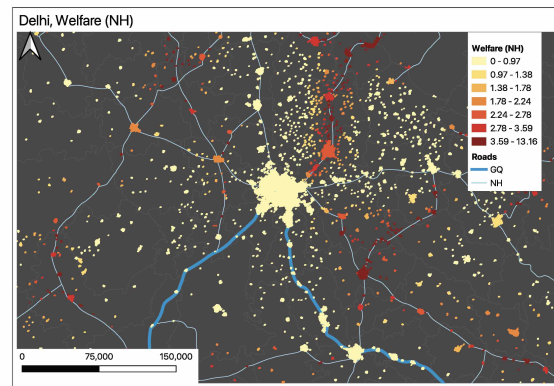 Delhi, Welfare (NH)
Welfare (NH)
0 - 0.97
0.97 - 1.38
1.38 - 1.78
1.78 - 2.24
2.24 - 2.78
2.78 - 3.59
3.59 - 13.16
Roads
GQ
NH
0 75,000 150,000